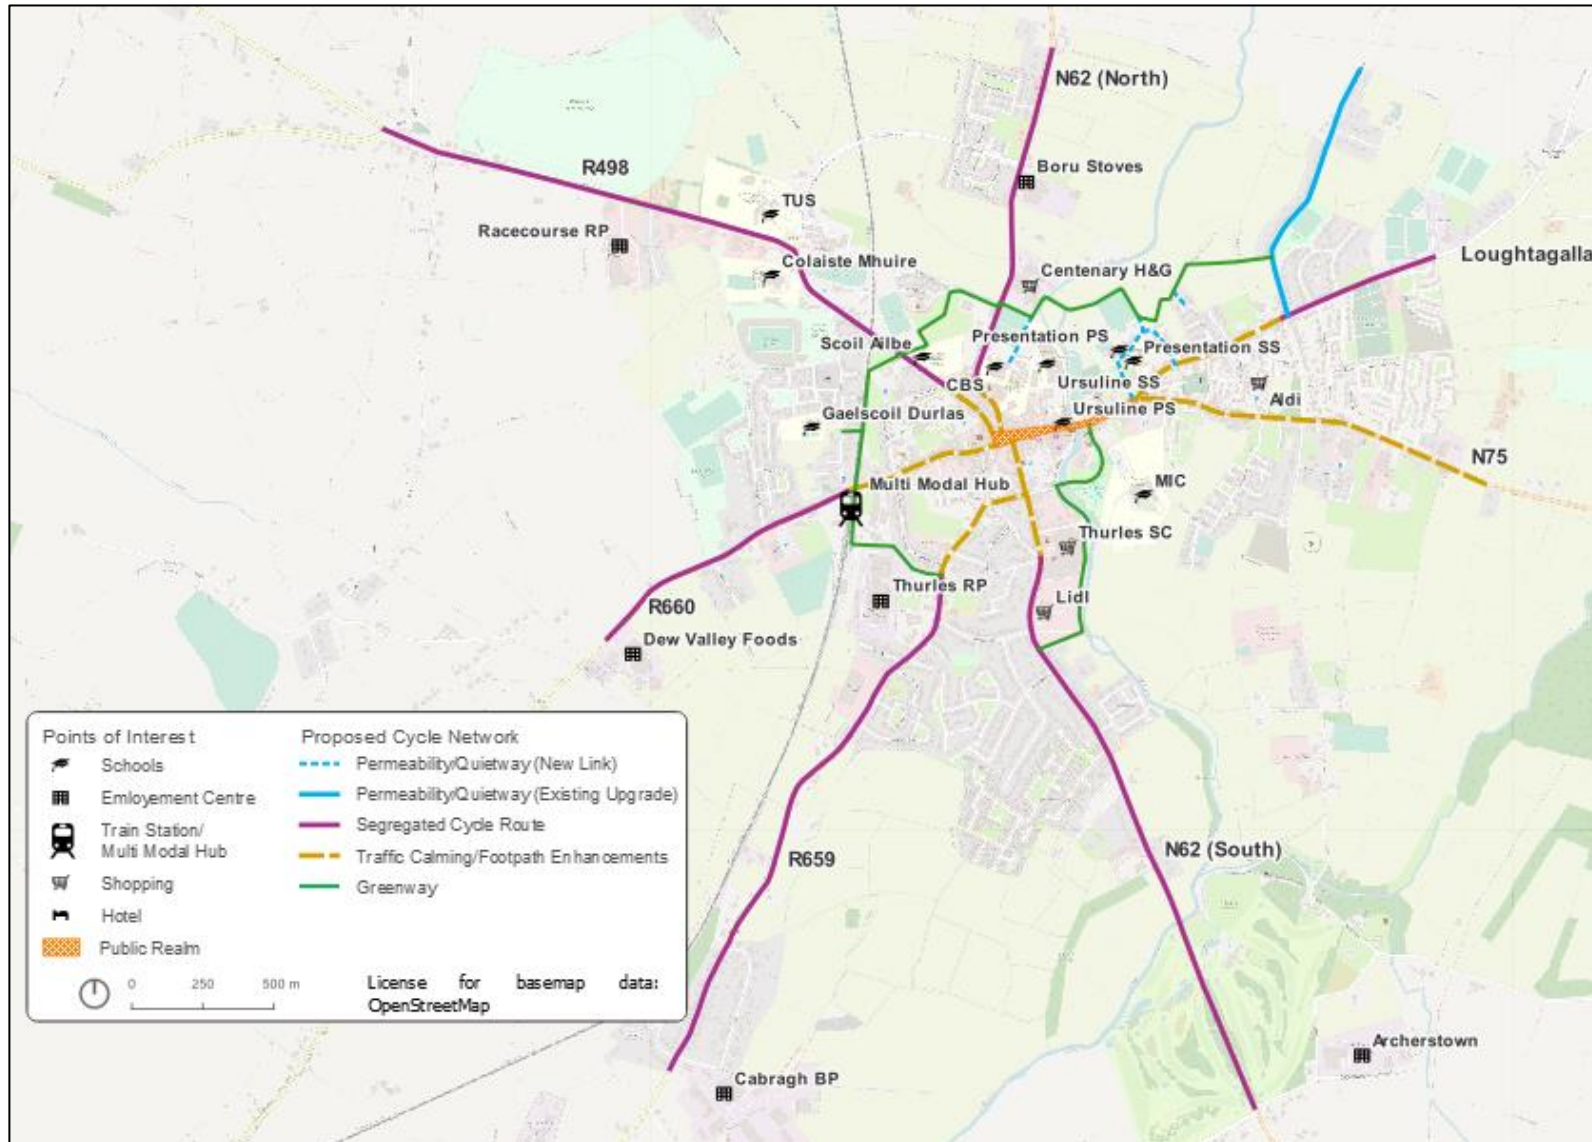 N62 (North)
R498
Boru Stoves
TUS
Racecourse RP
Colaiste Mhuire
Centenary H&G
Loughtagalla
Scoil Ailbe
Presentation PS
Presentation SS
CBS
Ursuline SS
Aldi
Gaelscoil Durlas
Ursuline PS
N75
Multi Modal Hub
MIC
Thurles SC
Thurles RP
Lidl
R660
Dew Valley Foods
R659
N62 (South)
Archerstown
Cabragh BP
Points of Interest
Schools
Emloyement Centre
Train Station/
Multi Modal Hub
Shopping
Hotel
Public Realm
Proposed Cycle Network
Permeability/Quietway (New Link)
Permeability/Quietway (Existing Upgrade)
Segregated Cycle Route
Traffic Calming/Footpath Enhancements
Greenway
0 250 500 m
License for basemap data:
OpenStreetMap